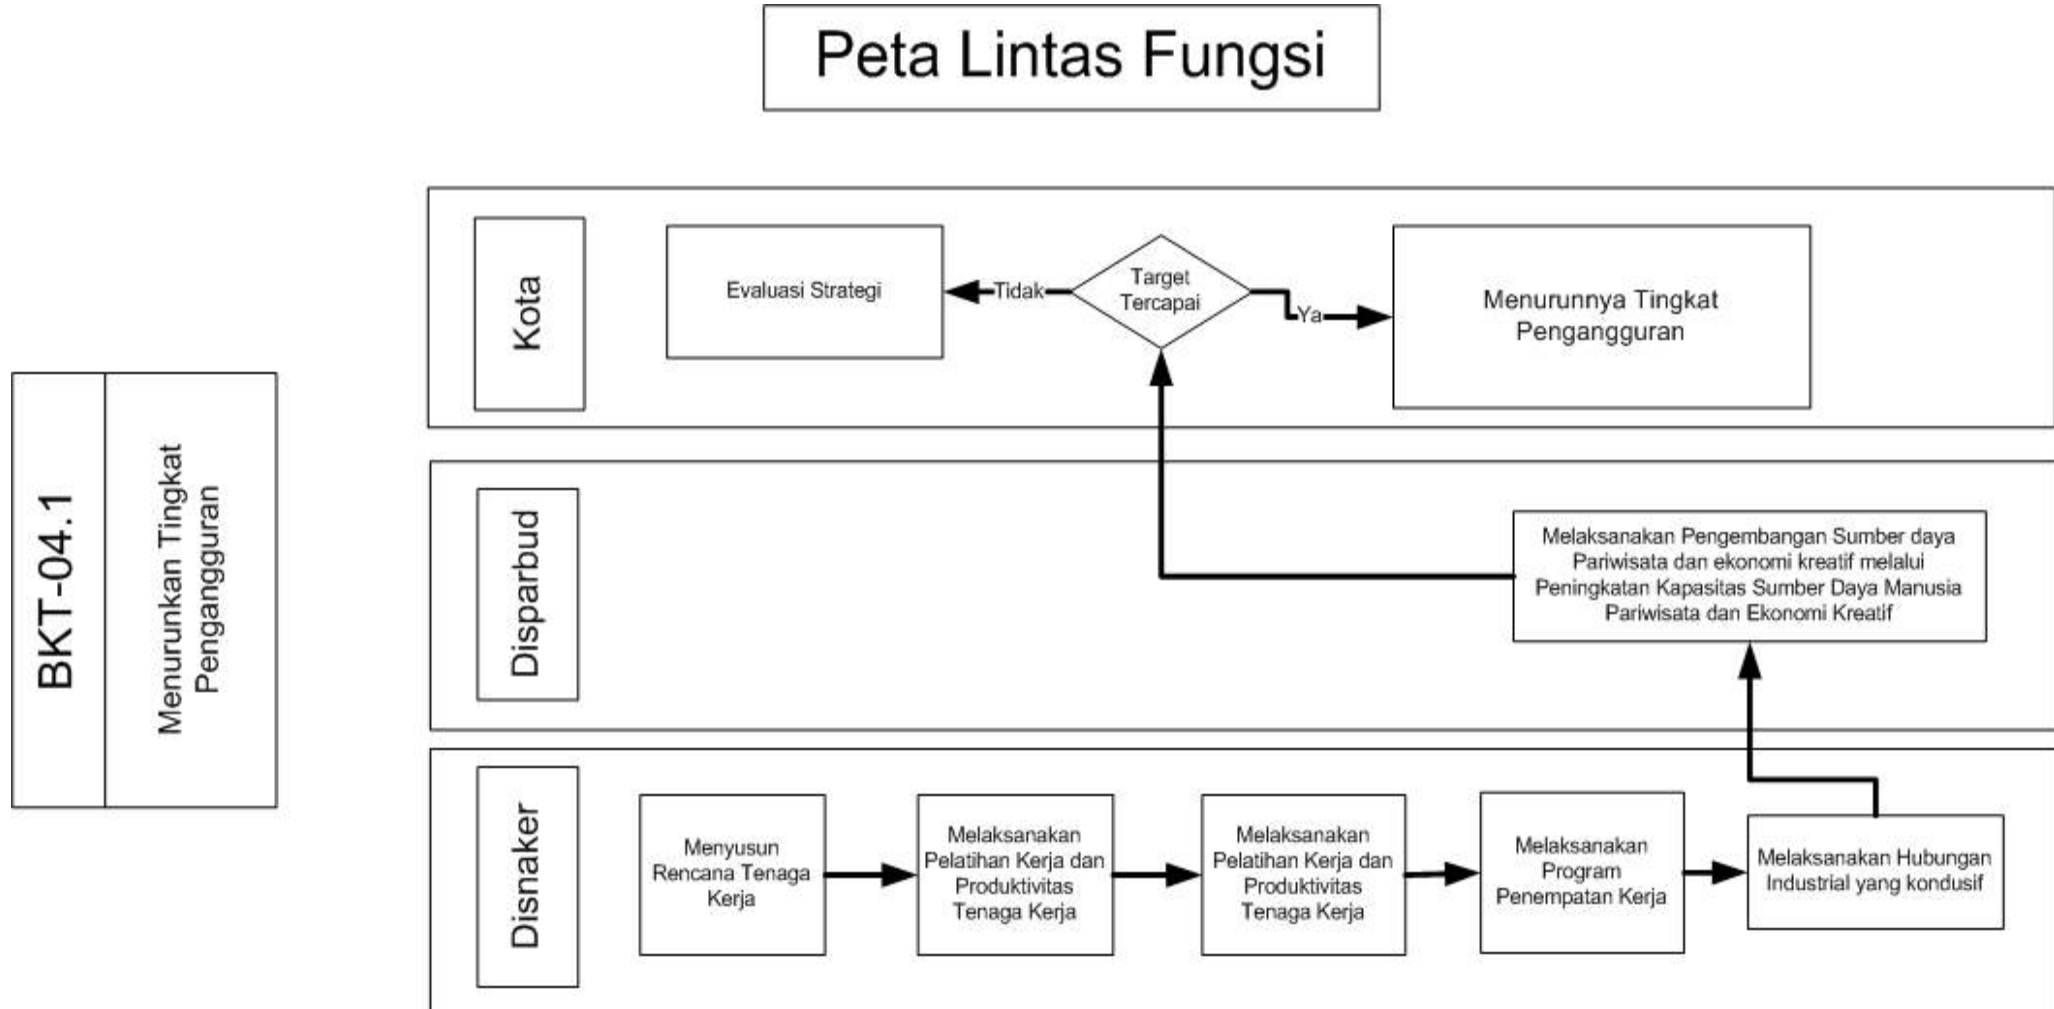 Peta Lintas Fungsi
BKT-04.1
Menurunkan Tingkat
Pengangguran
Kota
Evaluasi Strategi
Tidak
Target
Tercapai
Ya
Menurunnya Tingkat
Pengangguran
Disparbud
Melaksanakan Pengembangan Sumber daya
Pariwisata dan ekonomi kreatif melalui
Peningkatan Kapasitas Sumber Daya Manusia
Pariwisata dan Ekonomi Kreatif
Disnaker
Menyusun
Rencana Tenaga
Kerja
Melaksanakan
Pelatihan Kerja dan
Produktivitas
Tenaga Kerja
Melaksanakan
Pelatihan Kerja dan
Produktivitas
Tenaga Kerja
Melaksanakan
Program
Penempatan Kerja
Melaksanakan Hubungan
Industrial yang kondusif